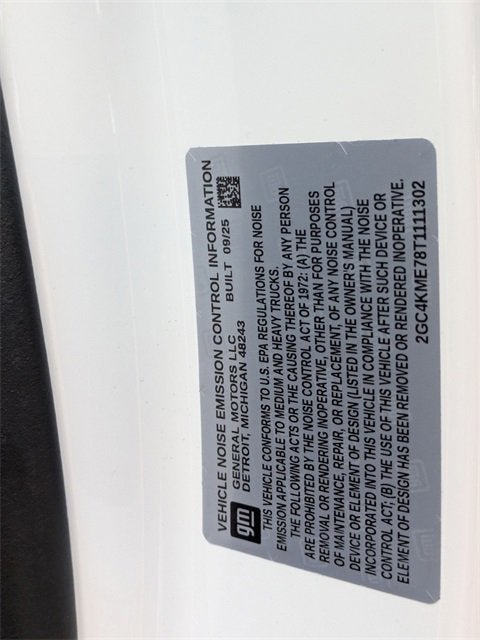 VEHICLE NOISE EMISSION CONTROL INFORMATION
gm
GENERAL MOTORS LLC
DETROIT, MICHIGAN 48243
BUILT 09/25
THIS VEHICLE CONFORMS TO U.S. EPA REGULATIONS FOR NOISE
EMISSION APPLICABLE TO MEDIUM AND HEAVY TRUCKS.
THE FOLLOWING ACTS OR THE CAUSING THEREOF BY ANY PERSON
ARE PROHIBITED BY THE NOISE CONTROL ACT OF 1972: (A) THE
REMOVAL OR RENDERING INOPERATIVE, OTHER THAN FOR PURPOSES
OF MAINTENANCE, REPAIR, OR REPLACEMENT, OF ANY NOISE CONTROL
DEVICE OR ELEMENT OF DESIGN (LISTED IN THE OWNER'S MANUAL)
INCORPORATED INTO THIS VEHICLE IN COMPLIANCE WITH THE NOISE
CONTROL ACT; (B) THE USE OF THIS VEHICLE AFTER SUCH DEVICE OR
ELEMENT OF DESIGN HAS BEEN REMOVED OR RENDERED INOPERATIVE.
2GC4KME78T1111302